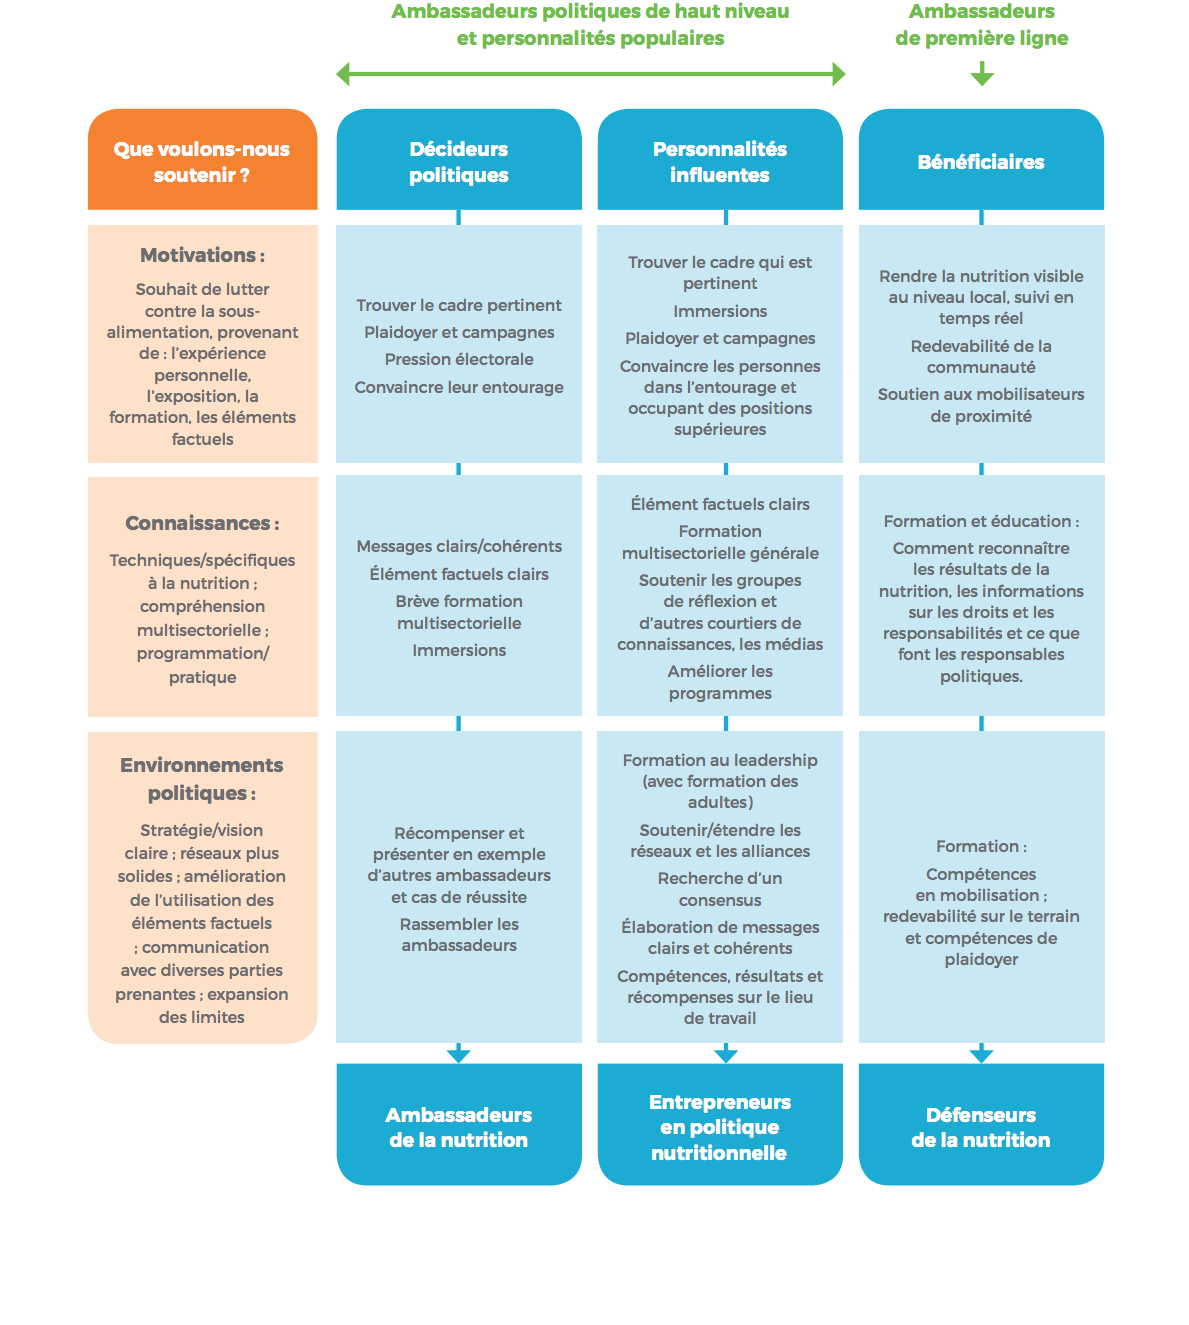 Ambassadeurs politiques de haut niveau
et personnalités populaires
Ambassadeurs
de première ligne
Que voulons-nous
soutenir ?
Décideurs
politiques
Personnalités
influentes
Bénéficiaires
Motivations :
Souhait de lutter
contre la sous-
alimentation, provenant
de : l’expérience
personnelle,
l’exposition, la
formation, les éléments
factuels
Trouver le cadre pertinent
Plaidoyer et campagnes
Pression électorale
Convaincre leur entourage
Trouver le cadre qui est
pertinent
Immersions
Plaidoyer et campagnes
Convaincre les personnes
dans l’entourage et
occupant des positions
supérieures
Rendre la nutrition visible
au niveau local, suivi en
temps réel
Redevabilité de la
communauté
Soutien aux mobilisateurs
de proximité
Connaissances :
Techniques/spécifiques
à la nutrition ;
compréhension
multisectorielle ;
programmation/
pratique
Messages clairs/cohérents
Élément factuels clairs
Brève formation
multisectorielle
Immersions
Élément factuels clairs
Formation
multisectorielle générale
Soutenir les groupes
de réflexion et
d’autres courtiers de
connaissances, les médias
Améliorer les
programmes
Formation et éducation :
Comment reconnaître
les résultats de la
nutrition, les informations
sur les droits et les
responsabilités et ce que
font les responsables
politiques.
Environnements
politiques :
Stratégie/vision
claire ; réseaux plus
solides ; amélioration
de l’utilisation des
éléments factuels
; communication
avec diverses parties
prenantes ; expansion
des limites
Récompenser et
présenter en exemple
d’autres ambassadeurs
et cas de réussite
Rassembler les
ambassadeurs
Formation au leadership
(avec formation des
adultes)
Soutenir/étendre les
réseaux et les alliances
Recherche d’un
consensus
Élaboration de messages
clairs et cohérents
Compétences, résultats et
récompenses sur le lieu
de travail
Formation :
Compétences
en mobilisation ;
redevabilité sur le terrain
et compétences de
plaidoyer
Ambassadeurs
de la nutrition
Entrepreneurs
en politique
nutritionnelle
Défenseurs
de la nutrition